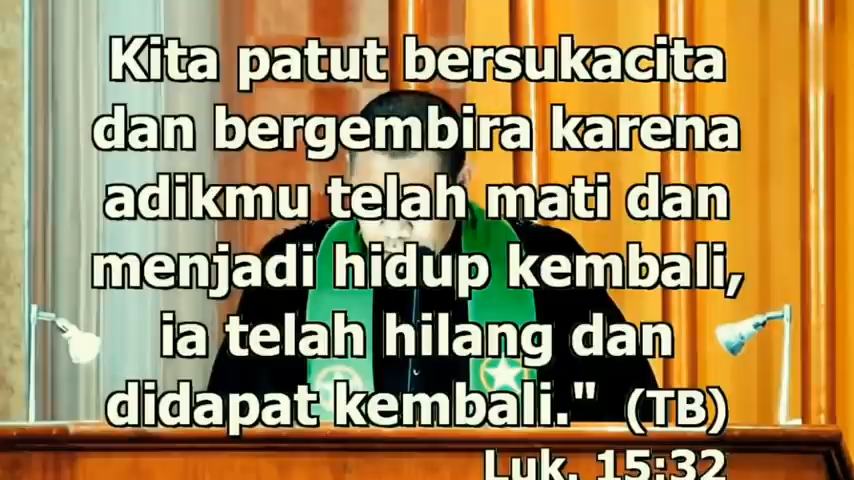 Kita patut bersukacita
dan bergembira karena
adikmu telah mati dan
menjadi hidup kembali,
ia telah hilang dan
didapat kembali." (TB)
Luk. 15:32